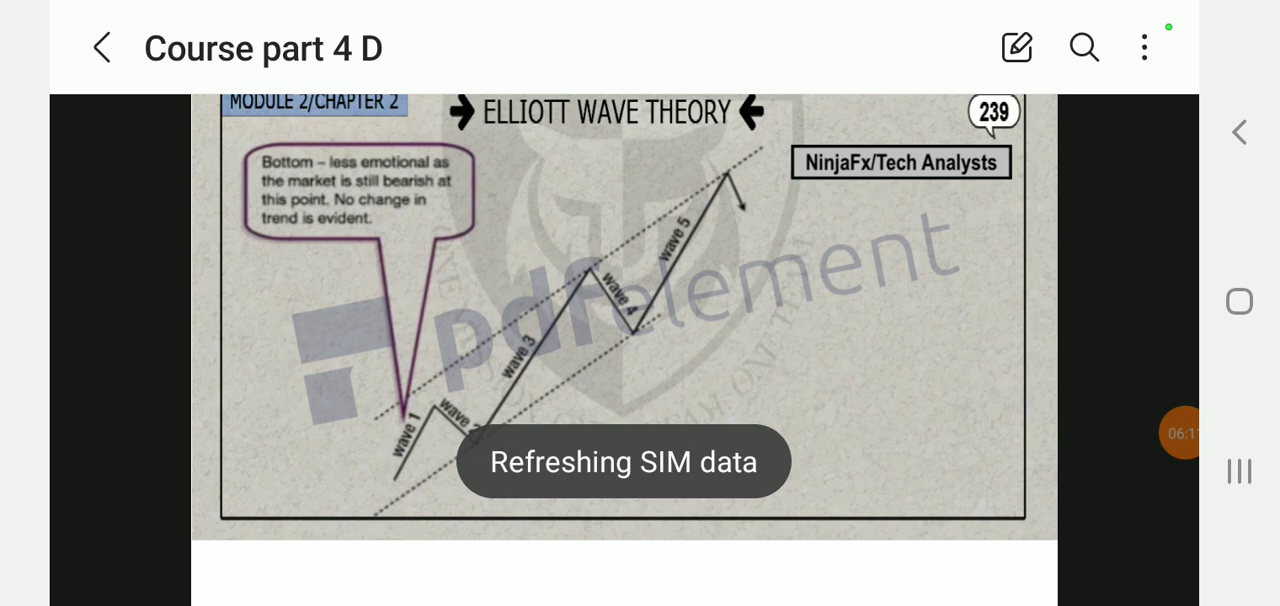 Course part 4 D
MODULE 2/CHAPTER 2
ELLIOTT WAVE THEORY
239
NinjaFx/Tech Analysts
Bottom – less emotional as
the market is still bearish at
this point. No change in
trend is evident.
pdfelement
wave 5
wave 4
wave 3
wave 1
wave 2
Refreshing SIM data